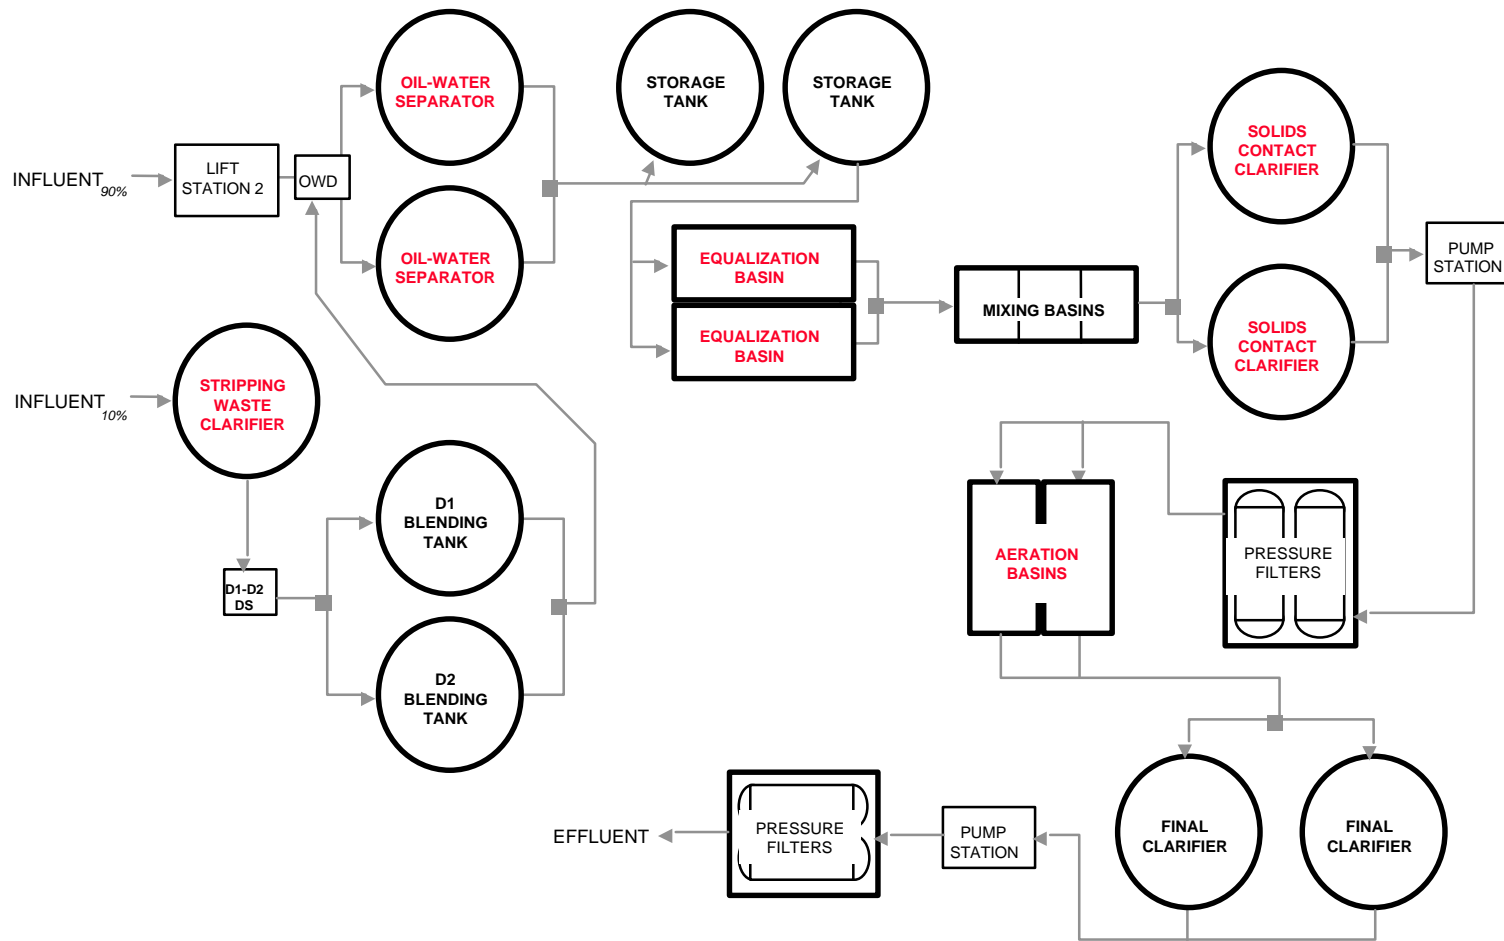 OIL-WATER
SEPARATOR
STORAGE
TANK
STORAGE
TANK
SOLIDS
CONTACT
CLARIFIER
INFLUENT90%
LIFT
STATION 2
OWD
OIL-WATER
SEPARATOR
EQUALIZATION
BASIN
EQUALIZATION
BASIN
MIXING BASINS
SOLIDS
CONTACT
CLARIFIER
PUMP
STATION
INFLUENT10%
STRIPPING
WASTE
CLARIFIER
D1
BLENDING
TANK
D1-D2
DS
D2
BLENDING
TANK
AERATION
BASINS
PRESSURE
FILTERS
EFFLUENT
PRESSURE
FILTERS
PUMP
STATION
FINAL
CLARIFIER
FINAL
CLARIFIER